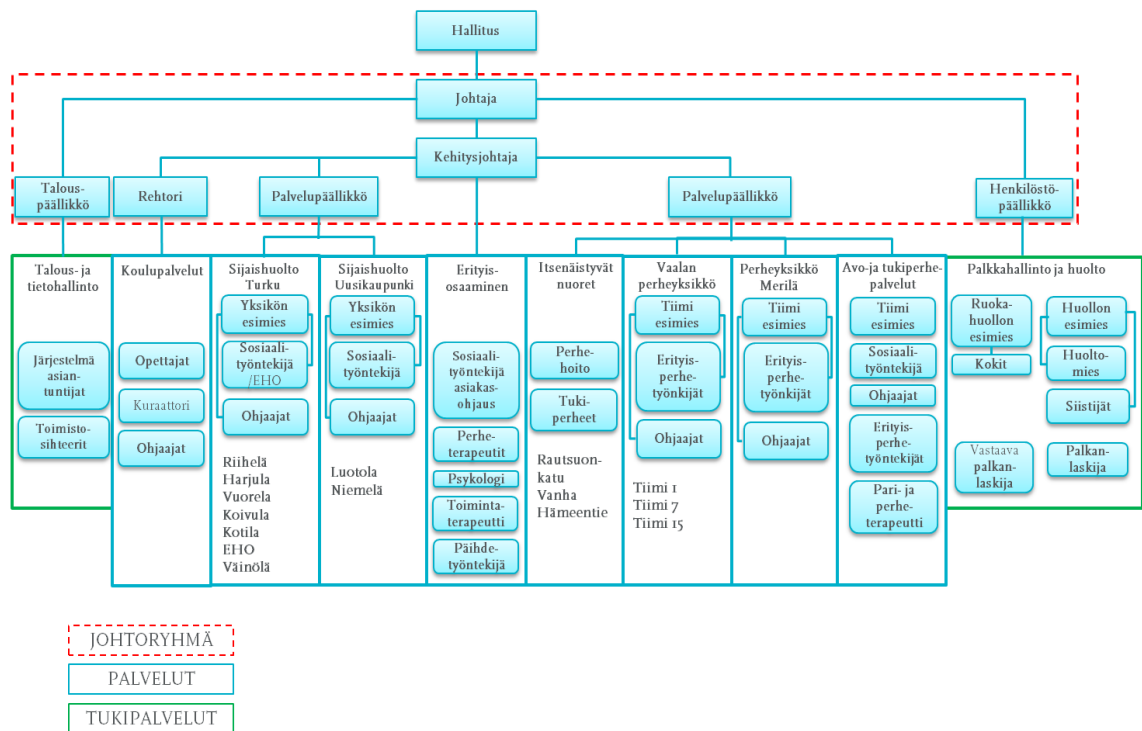 Hallitus
Johtaja
Kehitysjohtaja
Talous-
päällikkö
Rehtori
Palvelupäällikkö
Palvelupäällikkö
Henkilöstö-
päällikkö
Talous- ja
tietohallinto
Järjestelmä
asian-
tuntijat
Toimisto-
sihteerit
Koulupalvelut
Opettajat
Kuraattori
Ohjaajat
Sijaishuolto
Turku
Yksikön
esimies
Sosiaali-
työntekijä
/EHO
Ohjaajat
Riihelä
Harjula
Vuorela
Koivula
Kotila
EHO
Väinölä
Sijaishuolto
Uusikaupunki
Yksikön
esimies
Sosiaali-
työntekijä
Ohjaajat
Luotola
Niemelä
Erityis-
osaaminen
Sosiaali-
työntekijä
asiakas-
ohjaus
Perhe-
terapeutit
Psykologi
Toiminta-
terapeutti
Päihde-
työntekijä
Itsenäistyvät
nuoret
Perhe-
hoito
Tuki-
perheet
Rautsuon-
katu
Vanha
Hämeentie
Vaalan
perheyksikkö
Tiimi
esimies
Erityis-
perhe-
työnkijät
Ohjaajat
Tiimi 1
Tiimi 7
Tiimi 15
Perheyksikkö
Merilä
Tiimi
esimies
Erityis-
perhe-
työntekijät
Ohjaajat
Avo-ja tukiperhe-
palvelut
Tiimi
esimies
Sosiaali-
työntekijä
Ohjaajat
Erityis-
perhe-
työntekijät
Pari- ja
perhe-
terapeutti
Palkkahallinto ja huolto
Ruoka-
huollon
esimies
Kokit
Vastaava
palkan-
laskija
Huollon
esimies
Huolto-
mies
Siistijät
Palkan-
laskija
JOHTORYHMÄ
PALVELUT
TUKIPALVELUT